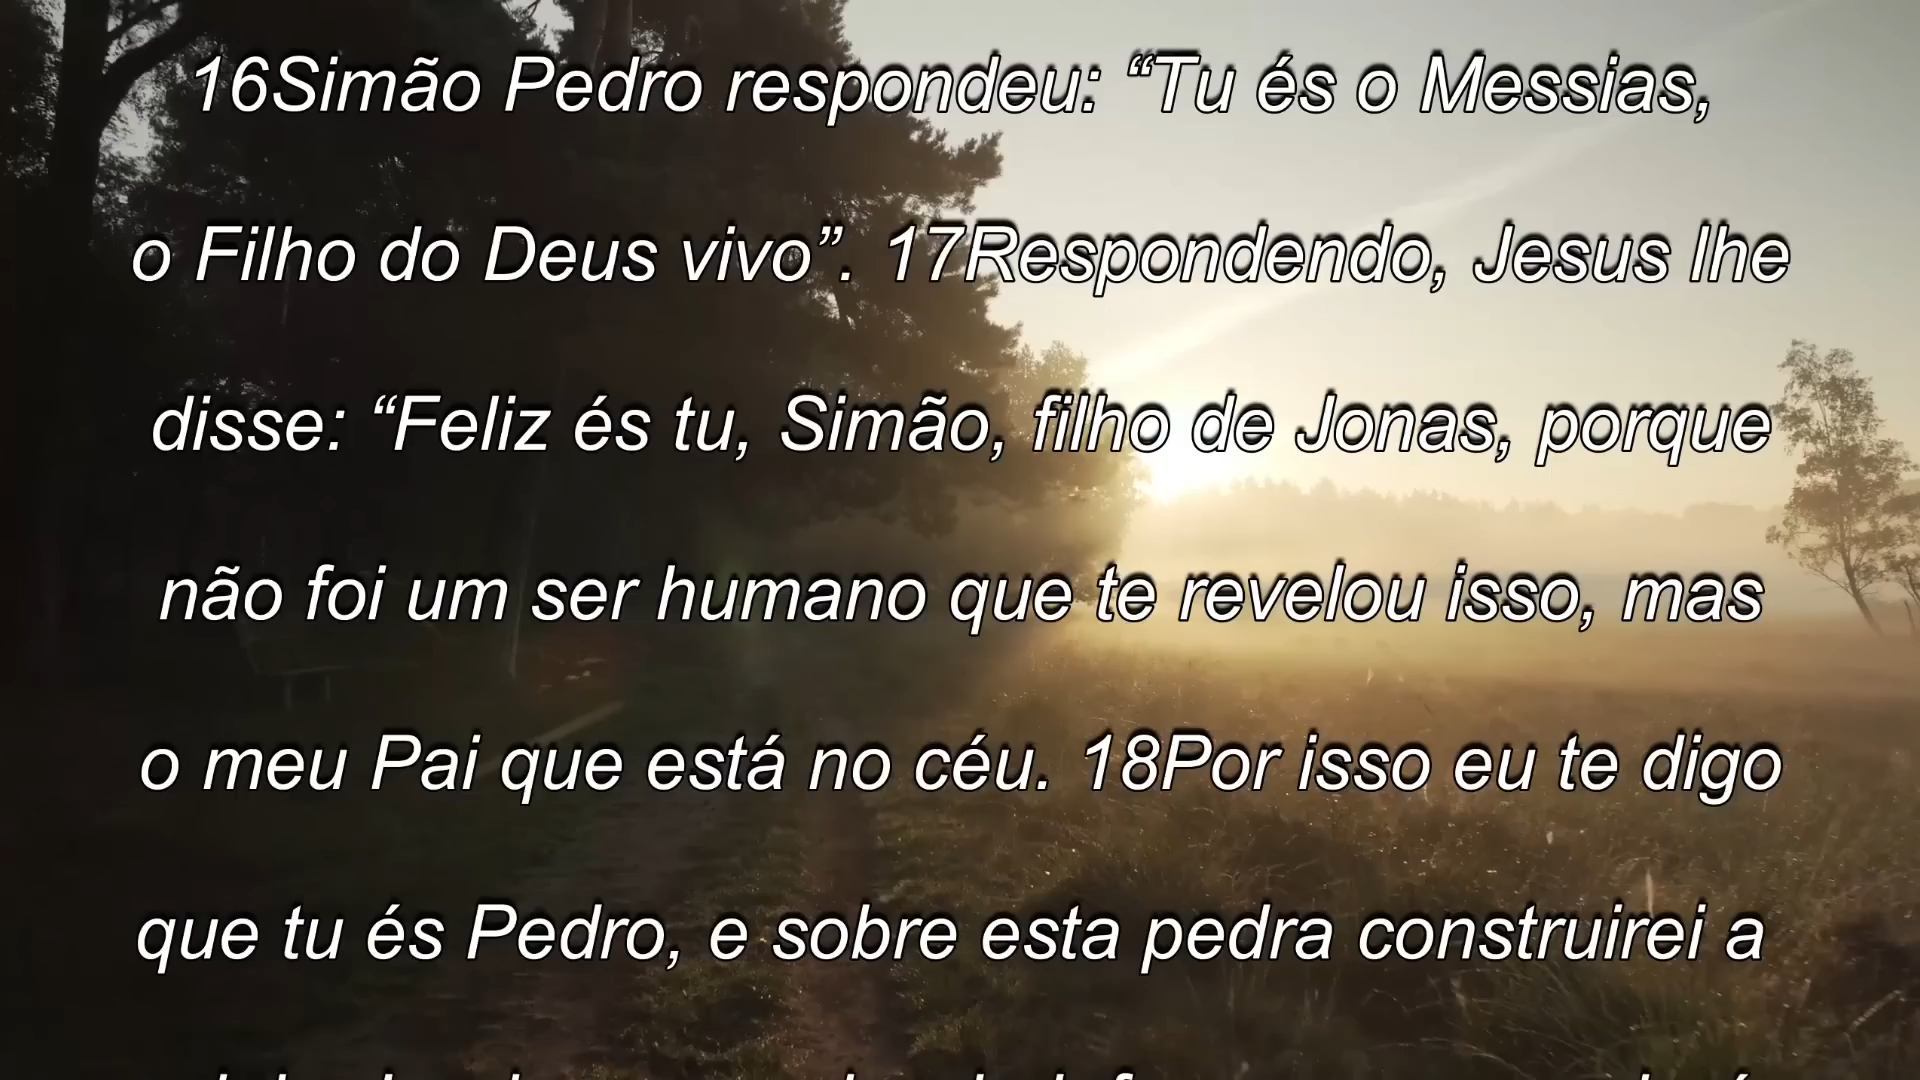 16Simão Pedro respondeu: “Tu és o Messias,
o Filho do Deus vivo”. 17Respondendo, Jesus lhe
disse: “Feliz és tu, Simão, filho de Jonas, porque
não foi um ser humano que te revelou isso, mas
o meu Pai que está no céu. 18Por isso eu te digo
que tu és Pedro, e sobre esta pedra construirei a